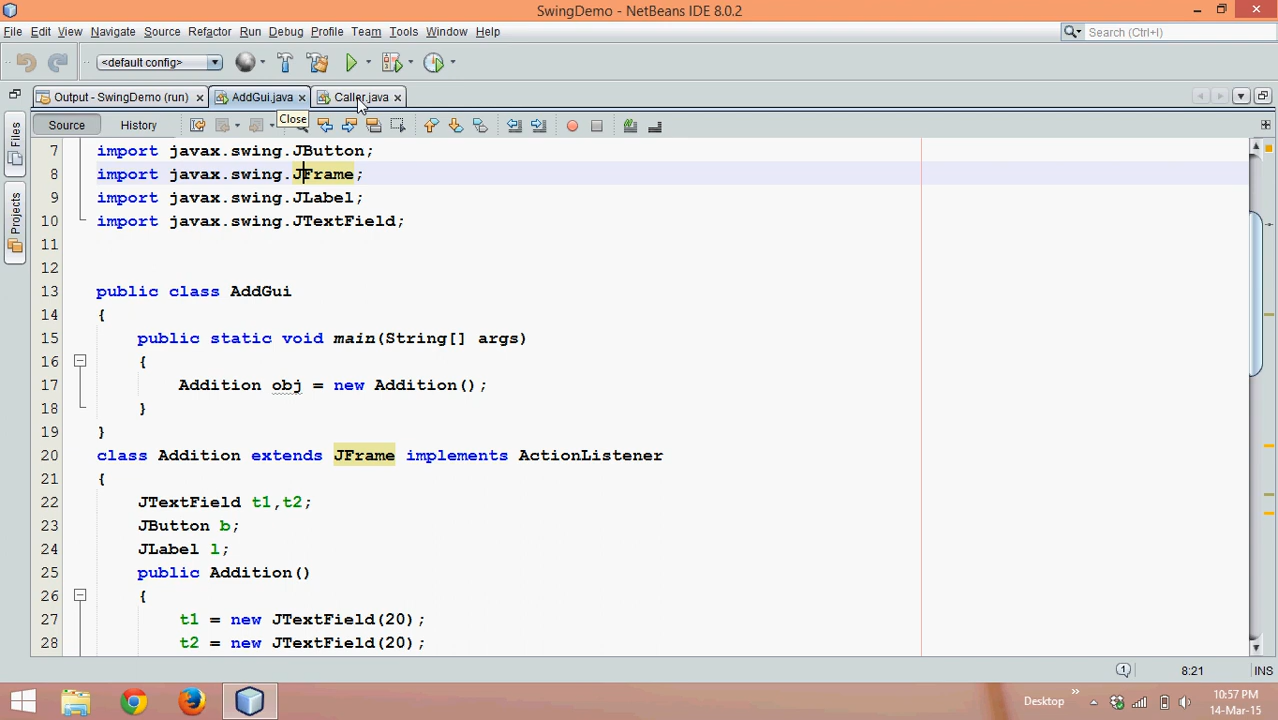 SwingDemo - NetBeans IDE 8.0.2
File Edit View Navigate Source Refactor Run Debug Profile Team Tools Window Help
Search (Ctrl+I)
<default config>
Output - SwingDemo (run) AddGui.java Caller.java
Close
Source History
Files
Projects
7 import javax.swing.JButton;
8 import javax.swing.JFrame;
9 import javax.swing.JLabel;
10 import javax.swing.JTextField;
11
12
13 public class AddGui
14 {
15 public static void main(String[] args)
16 {
17 Addition obj = new Addition();
18 }
19 }
20 class Addition extends JFrame implements ActionListener
21 {
22 JTextField t1,t2;
23 JButton b;
24 JLabel l;
25 public Addition()
26 {
27 t1 = new JTextField(20);
28 t2 = new JTextField(20);
1 8:21 INS
Desktop
10:57 PM
14-Mar-15